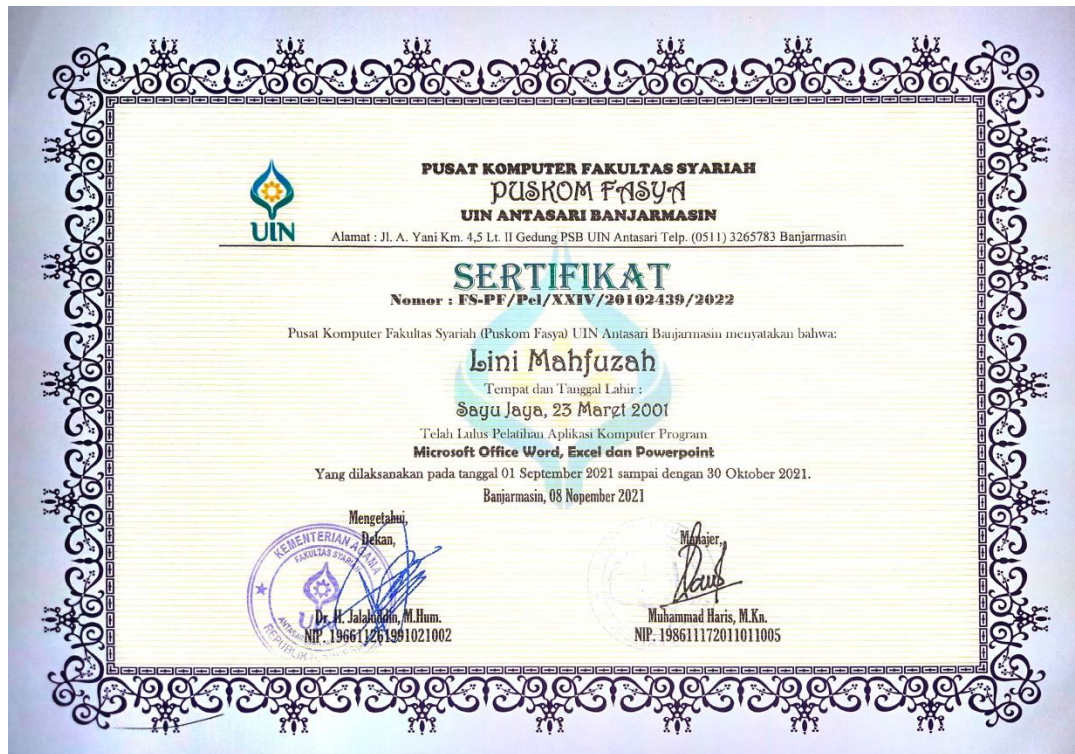 PUSAT KOMPUTER FAKULTAS SYARIAH
PUSKOM FASYA
UIN ANTASARI BANJARMASIN
UIN
Alamat : Jl. A. Yani Km. 4,5 Lt. II Gedung PSB UIN Antasari Telp. (0511) 3265783 Banjarmasin
SERTIFIKAT
Nomor : FS-PF/Pel/XXIV/20102439/2022
Pusat Komputer Fakultas Syariah (Puskom Fasya) UIN Antasari Banjarmasin menyatakan bahwa:
Lini Mahfuzah
Tempat dan Tanggal Lahir :
Sayu Jaya, 23 Maret 2001
Telah Lulus Pelatihan Aplikasi Komputer Program
Microsoft Office Word, Excel dan Powerpoint
Yang dilaksanakan pada tanggal 01 September 2021 sampai dengan 30 Oktober 2021.
Banjarmasin, 08 Nopember 2021
Mengetahui,
Dekan,
KEMENTERIAN AGAMA
FAKULTAS SYARIAH
UIN
REPUBLIK INDONESIA
Dr. H. Jalaluddin, M.Hum.
NIP. 196611261991021002
Manajer,
Muhammad Haris, M.Kn.
NIP. 198611172011011005